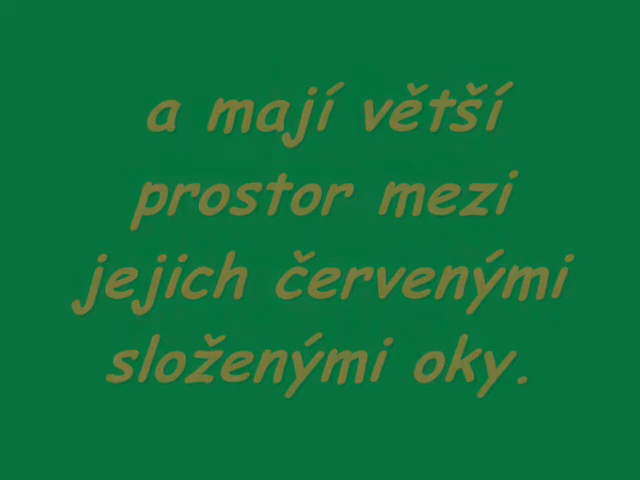 a mají větší
prostor mezi
jejich červenými
složenými oky.